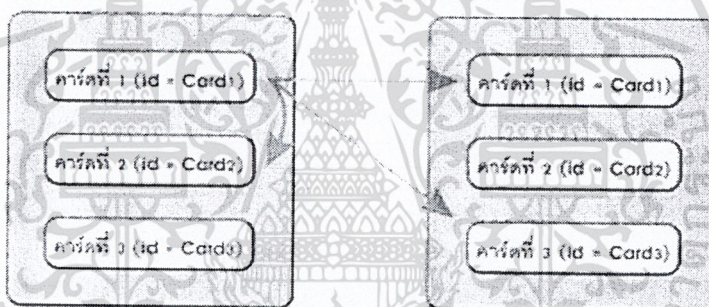 การ์ดที่ 1 (id = Card1)
การ์ดที่ 2 (id = Card2)
การ์ดที่ 3 (id = Card3)
การ์ดที่ 1 (id = Card1)
การ์ดที่ 2 (id = Card2)
การ์ดที่ 3 (id = Card3)